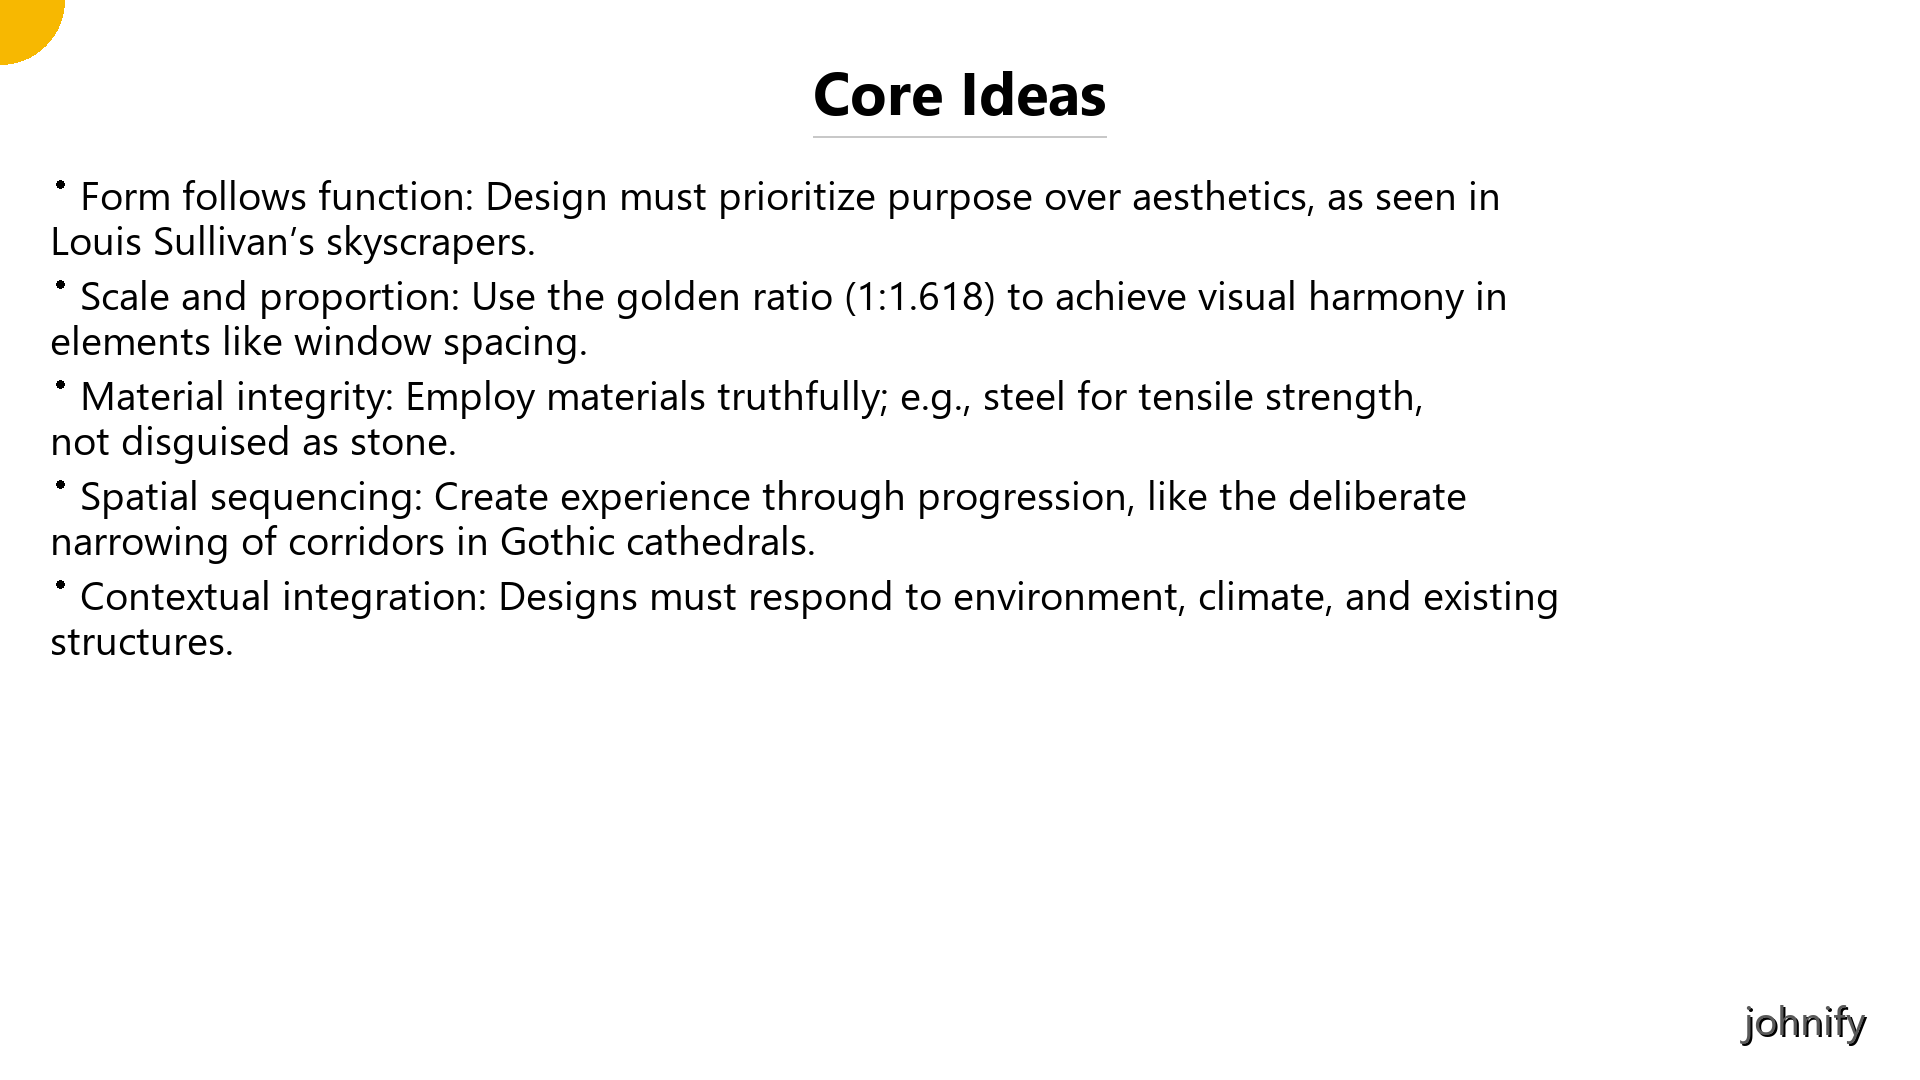 Core Ideas
• Form follows function: Design must prioritize purpose over aesthetics, as seen in
Louis Sullivan’s skyscrapers.
• Scale and proportion: Use the golden ratio (1:1.618) to achieve visual harmony in
elements like window spacing.
• Material integrity: Employ materials truthfully; e.g., steel for tensile strength,
not disguised as stone.
• Spatial sequencing: Create experience through progression, like the deliberate
narrowing of corridors in Gothic cathedrals.
• Contextual integration: Designs must respond to environment, climate, and existing
structures.
johnify